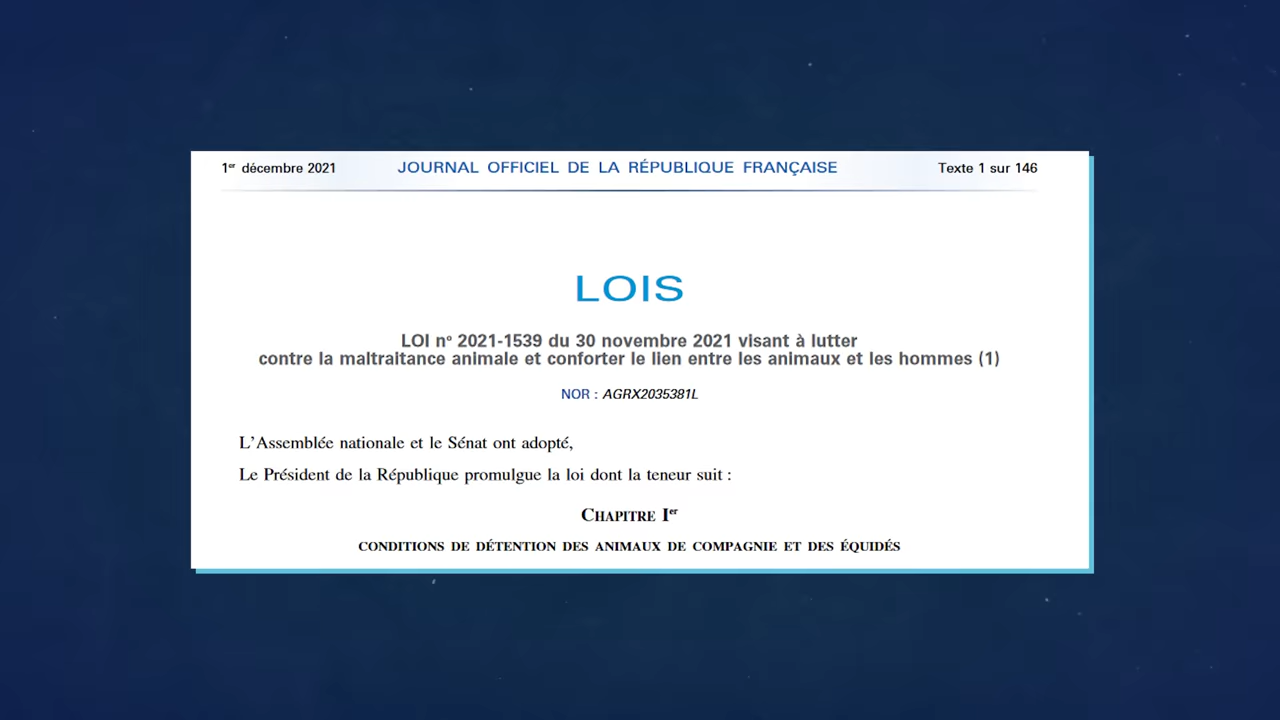 1er décembre 2021 JOURNAL OFFICIEL DE LA RÉPUBLIQUE FRANÇAISE Texte 1 sur 146
LOIS
LOI no 2021-1539 du 30 novembre 2021 visant à lutter
contre la maltraitance animale et conforter le lien entre les animaux et les hommes (1)
NOR : AGRX2035381L
L’Assemblée nationale et le Sénat ont adopté,
Le Président de la République promulgue la loi dont la teneur suit :
CHAPITRE Ier
CONDITIONS DE DÉTENTION DES ANIMAUX DE COMPAGNIE ET DES ÉQUIDÉS